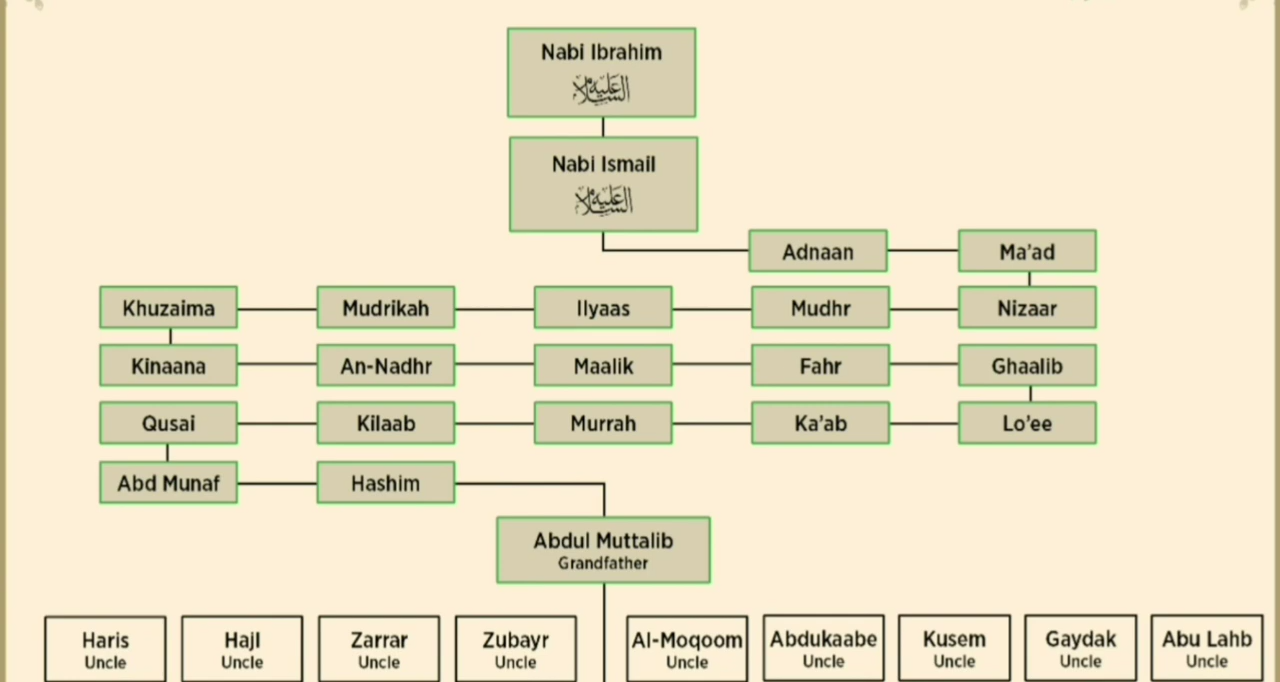 Nabi Ibrahim
عليه السلام
Nabi Ismail
عليه السلام
Adnaan
Ma’ad
Khuzaima
Mudrikah
Ilyaas
Mudhr
Nizaar
Kinaana
An-Nadhr
Maalik
Fahr
Ghaalib
Qusai
Kilaab
Murrah
Ka’ab
Lo’ee
Abd Munaf
Hashim
Abdul Muttalib
Grandfather
Haris
Uncle
Hajl
Uncle
Zarrar
Uncle
Zubayr
Uncle
Al-Moqoom
Uncle
Abdukaabe
Uncle
Kusem
Uncle
Gaydak
Uncle
Abu Lahb
Uncle